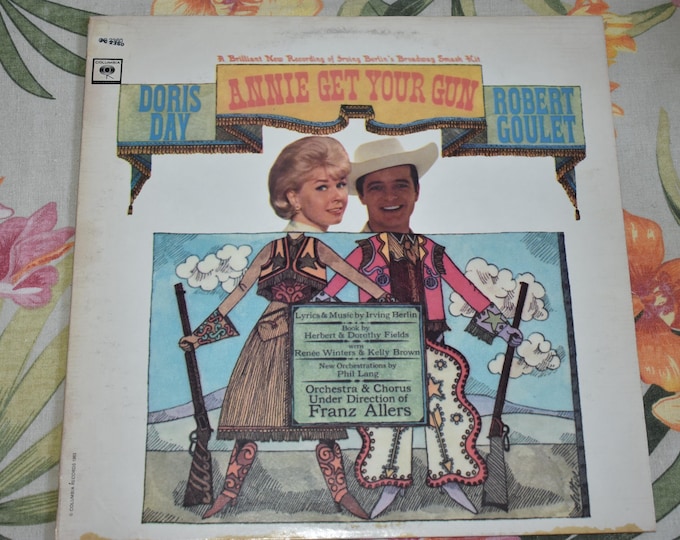 COLUMBIA
A Brilliant New Recording of Irving Berlin's Broadway Smash Hit
ANNIE GET YOUR GUN
DORIS
DAY
ROBERT
GOULET
Lyrics & Music by Irving Berlin
Book by
Herbert & Dorothy Fields
with
Renee Winters & Kelly Brown
New Orchestrations by
Phil Lang
Orchestra & Chorus
Under Direction of
Franz Allers